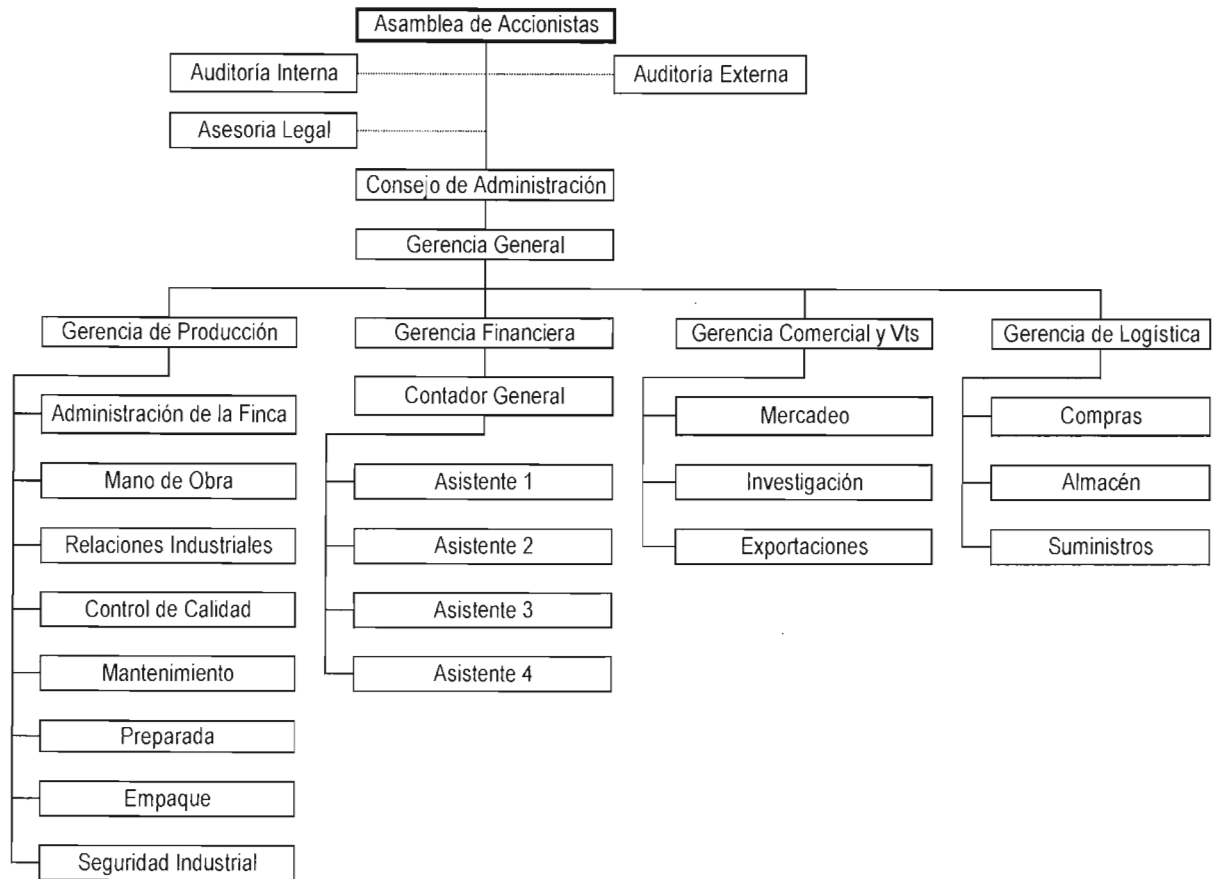 Asamblea de Accionistas
Auditoría Interna
Auditoría Externa
Asesoria Legal
Consejo de Administración
Gerencia General
Gerencia de Producción
Gerencia Financiera
Gerencia Comercial y Vts
Gerencia de Logística
Administración de la Finca
Mano de Obra
Relaciones Industriales
Control de Calidad
Mantenimiento
Preparada
Empaque
Seguridad Industrial
Contador General
Asistente 1
Asistente 2
Asistente 3
Asistente 4
Mercadeo
Investigación
Exportaciones
Compras
Almacén
Suministros